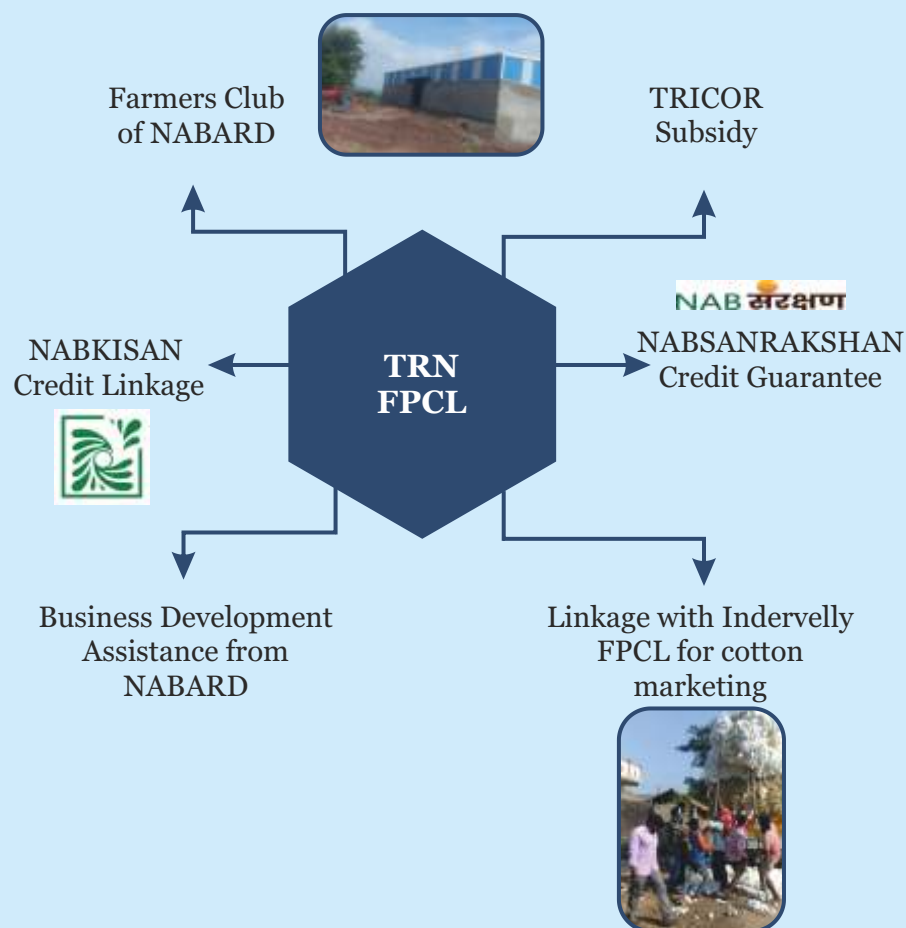 Farmers Club
of NABARD
TRICOR
Subsidy
NAB संरक्षण
NABKISAN
Credit Linkage
TRN
FPCL
NABSANRAKSHAN
Credit Guarantee
Business Development
Assistance from
NABARD
Linkage with Indervelly
FPCL for cotton
marketing